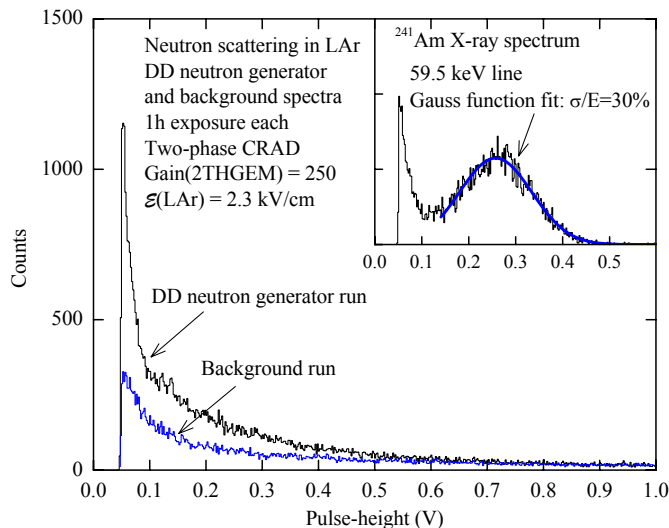 1500
1000
500
0
Counts
Neutron scattering in LAr
DD neutron generator
and background spectra
1h exposure each
Two-phase CRAD
Gain(2THGEM) = 250
ℰ(LAr) = 2.3 kV/cm
²⁴¹Am X-ray spectrum
59.5 keV line
Gauss function fit: σ/E=30%
0.0 0.1 0.2 0.3 0.4 0.5
DD neutron generator run
Background run
0.0 0.1 0.2 0.3 0.4 0.5 0.6 0.7 0.8 0.9 1.0
Pulse-height (V)